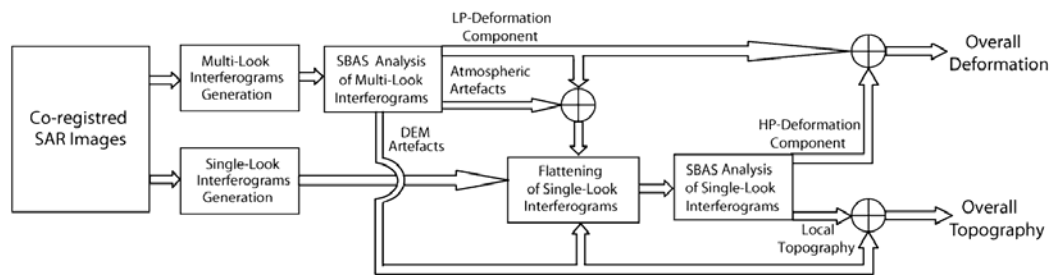 Co-registred
SAR Images
Multi-Look
Interferograms
Generation
Single-Look
Interferograms
Generation
SBAS Analysis
of Multi-Look
Interferograms
LP-Deformation
Component
Atmospheric
Artefacts
DEM
Artefacts
Flattening
of Single-Look
Interferograms
SBAS Analysis
of Single-Look
Interferograms
HP-Deformation
Component
Local
Topography
Overall
Deformation
Overall
Topography